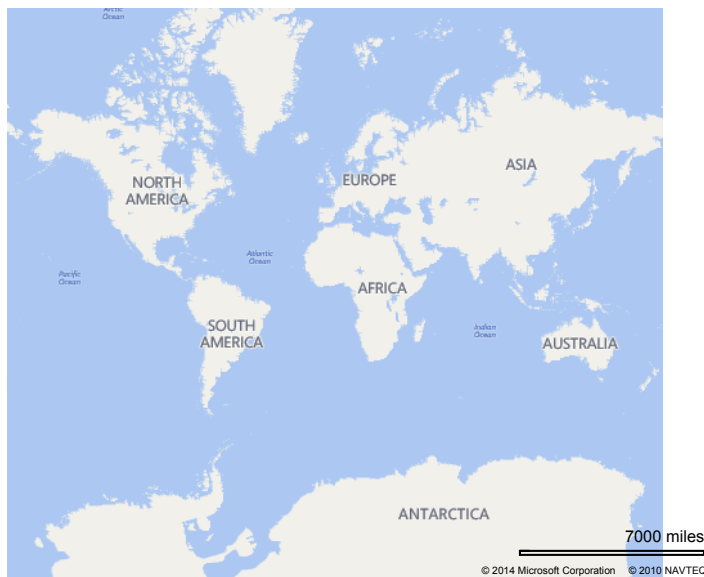 Arctic
Ocean
ASIA
EUROPE
NORTH
AMERICA
Atlantic
Ocean
Pacific
Ocean
AFRICA
SOUTH
AMERICA
Indian
Ocean
AUSTRALIA
ANTARCTICA
7000 miles
© 2014 Microsoft Corporation © 2010 NAVTEQ